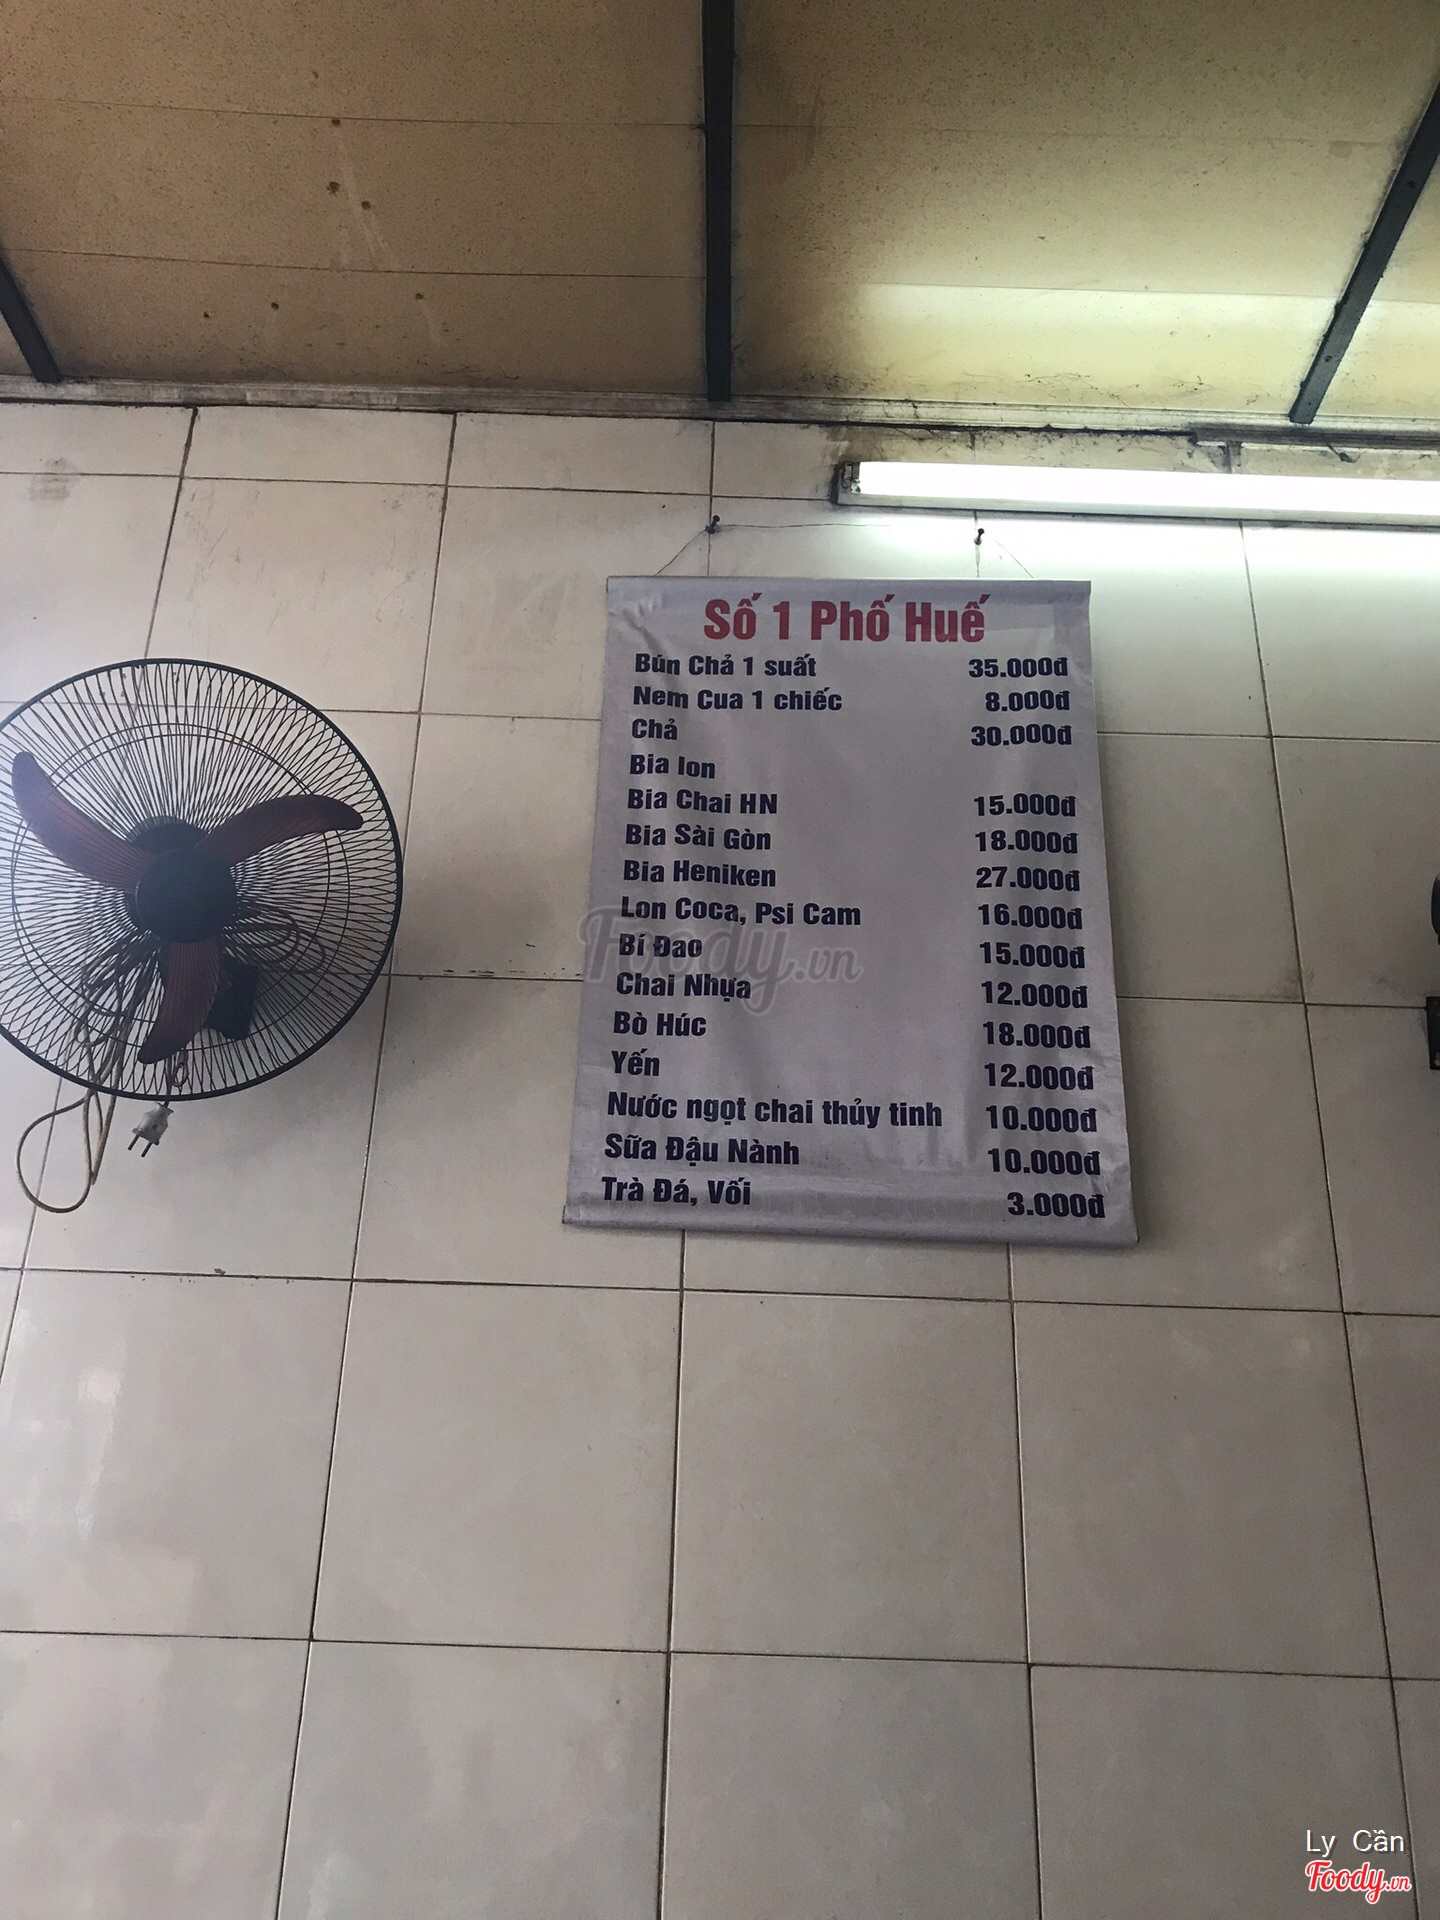 Số 1 Phố Huế
Bún Chả 1 suất 35.000đ
Nem Cua 1 chiếc 8.000đ
Chả 30.000đ
Bia lon
Bia Chai HN 15.000đ
Bia Sài Gòn 18.000đ
Bia Heniken 27.000đ
Lon Coca, Psi Cam 16.000đ
Bí Đao 15.000đ
Chai Nhựa 12.000đ
Bò Húc 18.000đ
Yến 12.000đ
Nước ngọt chai thủy tinh 10.000đ
Sữa Đậu Nành 10.000đ
Trà Đá, Vối 3.000đ
Foody.vn
Ly Cần
Foody.vn